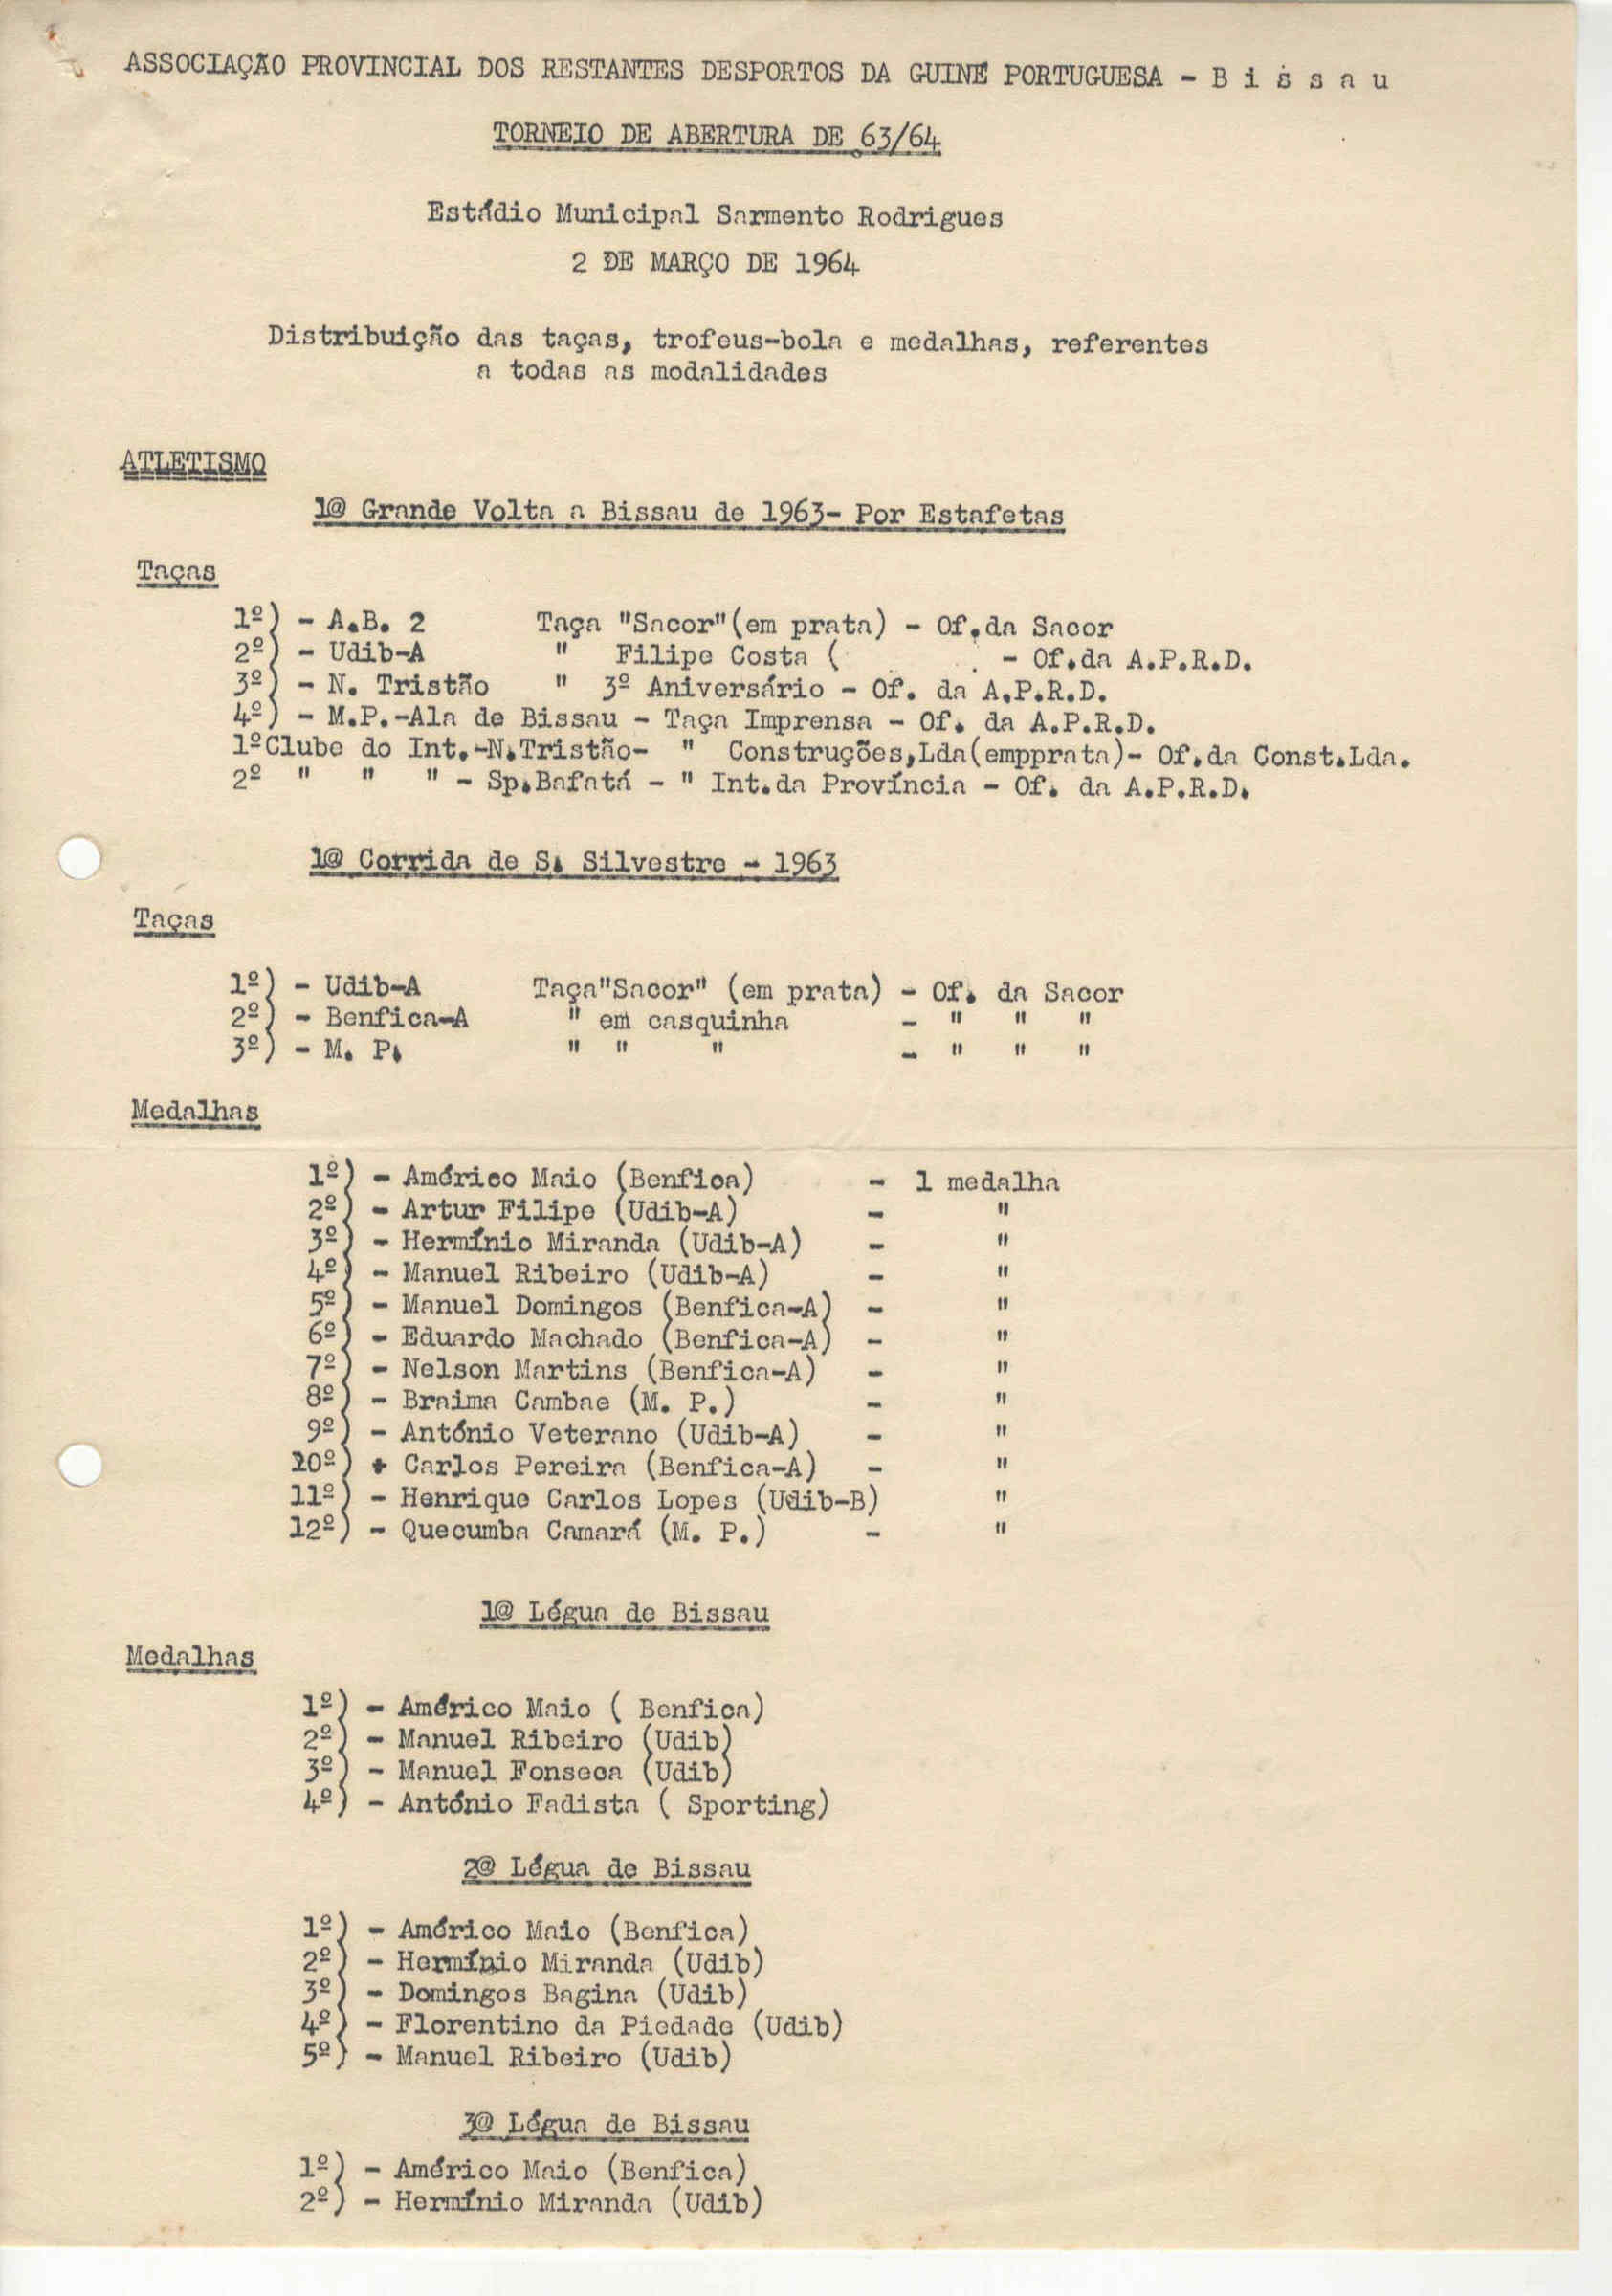 ASSOCIAÇÃO PROVINCIAL DOS RESTANTES DESPORTOS DA GUINÉ PORTUGUESA - B i s s a u
TORNEIO DE ABERTURA DE 63/64
Estádio Municipal Sarmento Rodrigues
2 DE MARÇO DE 1964
Distribuição das taças, trofeus-bola e medalhas, referentes
a todas as modalidades
ATLETISMO
1@ Grande Volta a Bissau de 1963- Por Estafetas
Taças
1º) - A.B. 2 Taça "Sacor"(em prata) - Of.da Sacor
2º) - Udib-A " Filipe Costa ( - Of.da A.P.R.D.
3º) - N. Tristão " 3º Aniversário - Of. da A.P.R.D.
4º) - M.P.-Ala de Bissau - Taça Imprensa - Of. da A.P.R.D.
1ºClube do Int.-N.Tristão- " Construções,Lda(empprata)- Of.da Const.Lda.
2º " " " - Sp.Bafatá - " Int.da Província - Of. da A.P.R.D.
1@ Corrida de S. Silvestre - 1963
Taças
1º) - Udib-A Taça"Sacor" (em prata) - Of. da Sacor
2º) - Benfica-A " em casquinha - " " "
3º) - M. P. " " " - " " "
Medalhas
1º) - Américo Maio (Benfica) - 1 medalha
2º) - Artur Filipe (Udib-A) - "
3º) - Hermínio Miranda (Udib-A) - "
4º) - Manuel Ribeiro (Udib-A) - "
5º) - Manuel Domingos (Benfica-A) - "
6º) - Eduardo Machado (Benfica-A) - "
7º) - Nelson Martins (Benfica-A) - "
8º) - Braima Cambae (M. P.) - "
9º) - António Veterano (Udib-A) - "
10º) + Carlos Pereira (Benfica-A) - "
11º) - Henrique Carlos Lopes (Udib-B) "
12º) - Quecumba Camará (M. P.) - "
1@ Légua de Bissau
Medalhas
1º) - Américo Maio ( Benfica)
2º) - Manuel Ribeiro (Udib)
3º) - Manuel Fonseca (Udib)
4º) - António Fadista ( Sporting)
2@ Légua de Bissau
1º) - Américo Maio (Benfica)
2º) - Hermínio Miranda (Udib)
3º) - Domingos Bagina (Udib)
4º) - Florentino da Piedade (Udib)
5º) - Manuel Ribeiro (Udib)
3@ Légua de Bissau
1º) - Américo Maio (Benfica)
2º) - Hermínio Miranda (Udib)